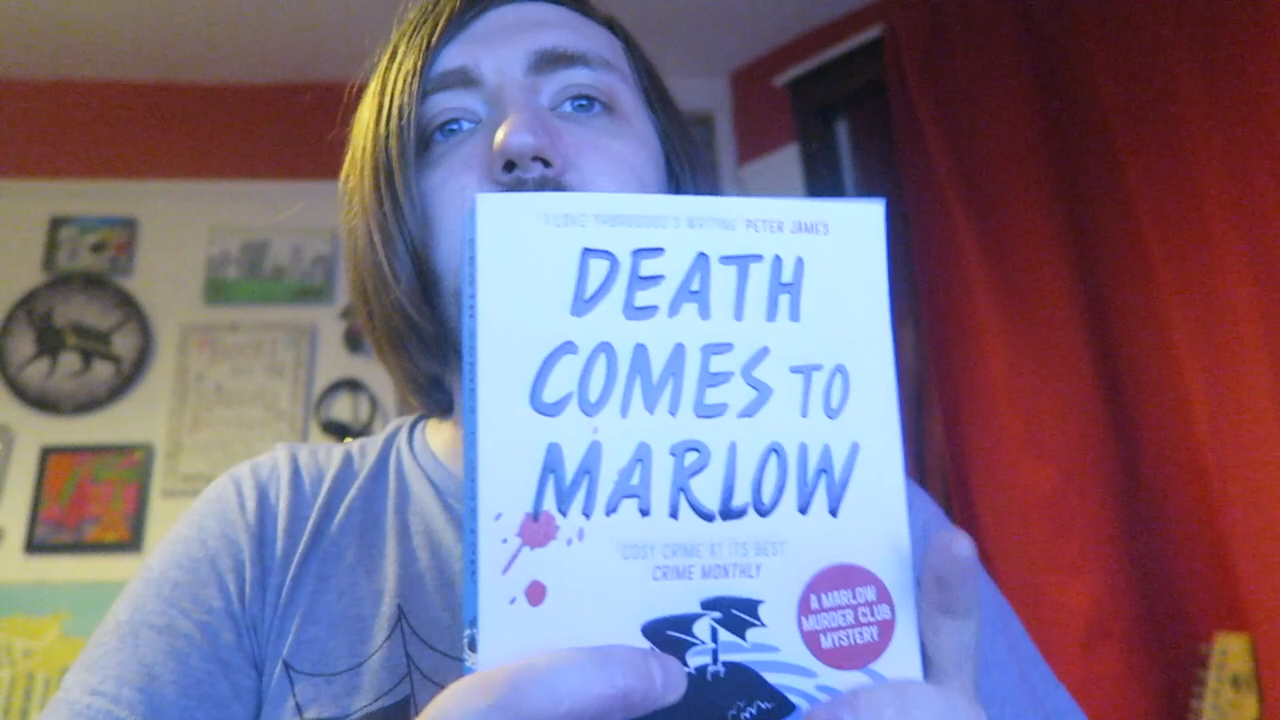 'I LOVE THOROGOOD'S WRITING' PETER JAMES
DEATH
COMES TO
MARLOW
'COSY CRIME AT ITS BEST'
CRIME MONTHLY
A MARLOW
MURDER CLUB
MYSTERY